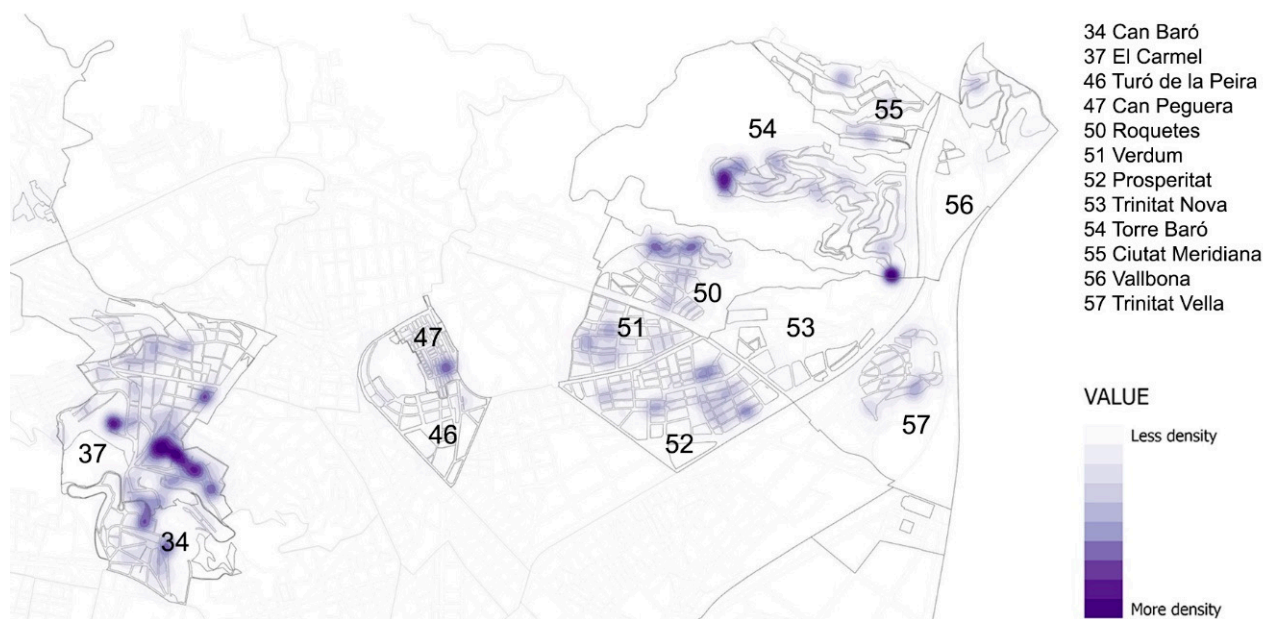 34 Can Baró
37 El Carmel
46 Turó de la Peira
47 Can Peguera
50 Roquetes
51 Verdum
52 Prosperitat
53 Trinitat Nova
54 Torre Baró
55 Ciutat Meridiana
56 Vallbona
57 Trinitat Vella
55
54
56
50
51
53
47
46
52
57
37
34
VALUE
Less density
More density